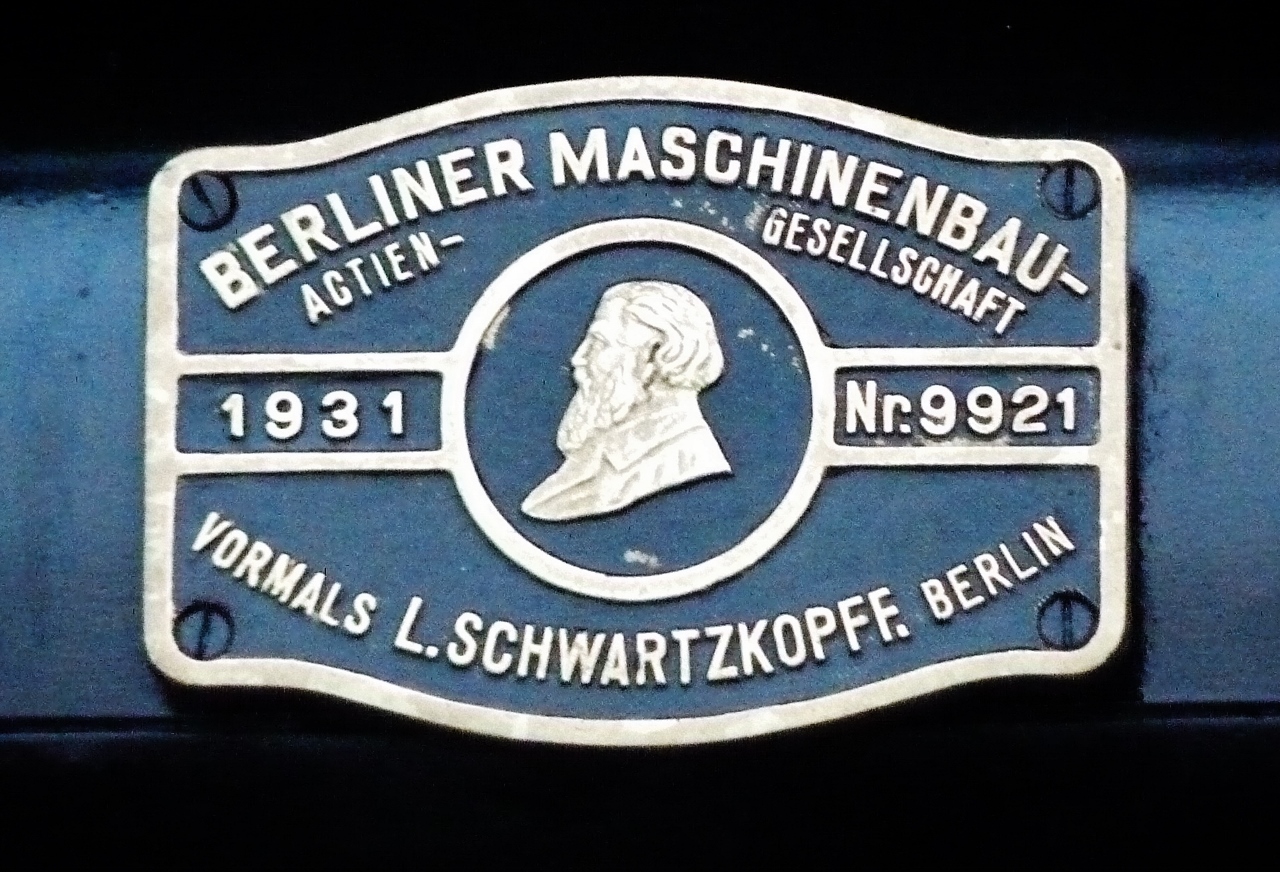 BERLINER MASCHINENBAU-
ACTIEN- GESELLSCHAFT
1931 Nr. 9921
VORMALS L. SCHWARTZKOPFF. BERLIN